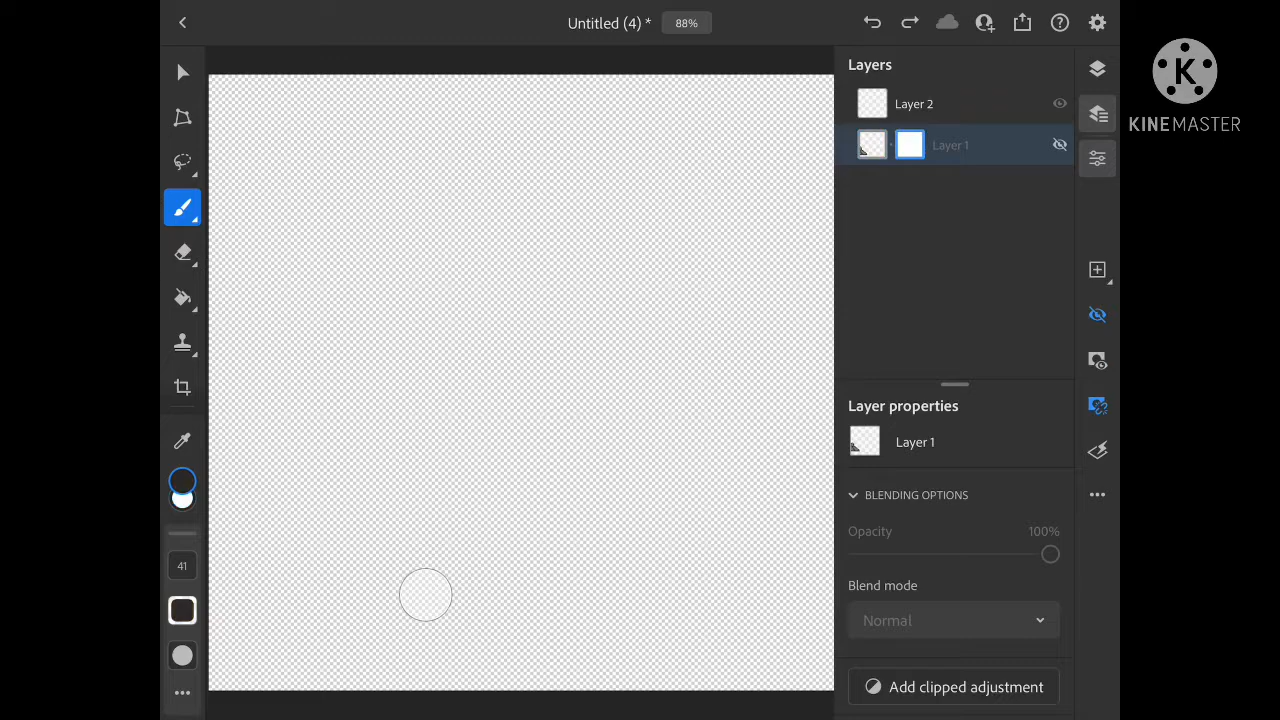 Untitled (4) *
88%
Layers
Layer 2
Layer 1
Layer properties
Layer 1
BLENDING OPTIONS
Opacity
100%
Blend mode
Normal
Add clipped adjustment
41
K
KINEMASTER